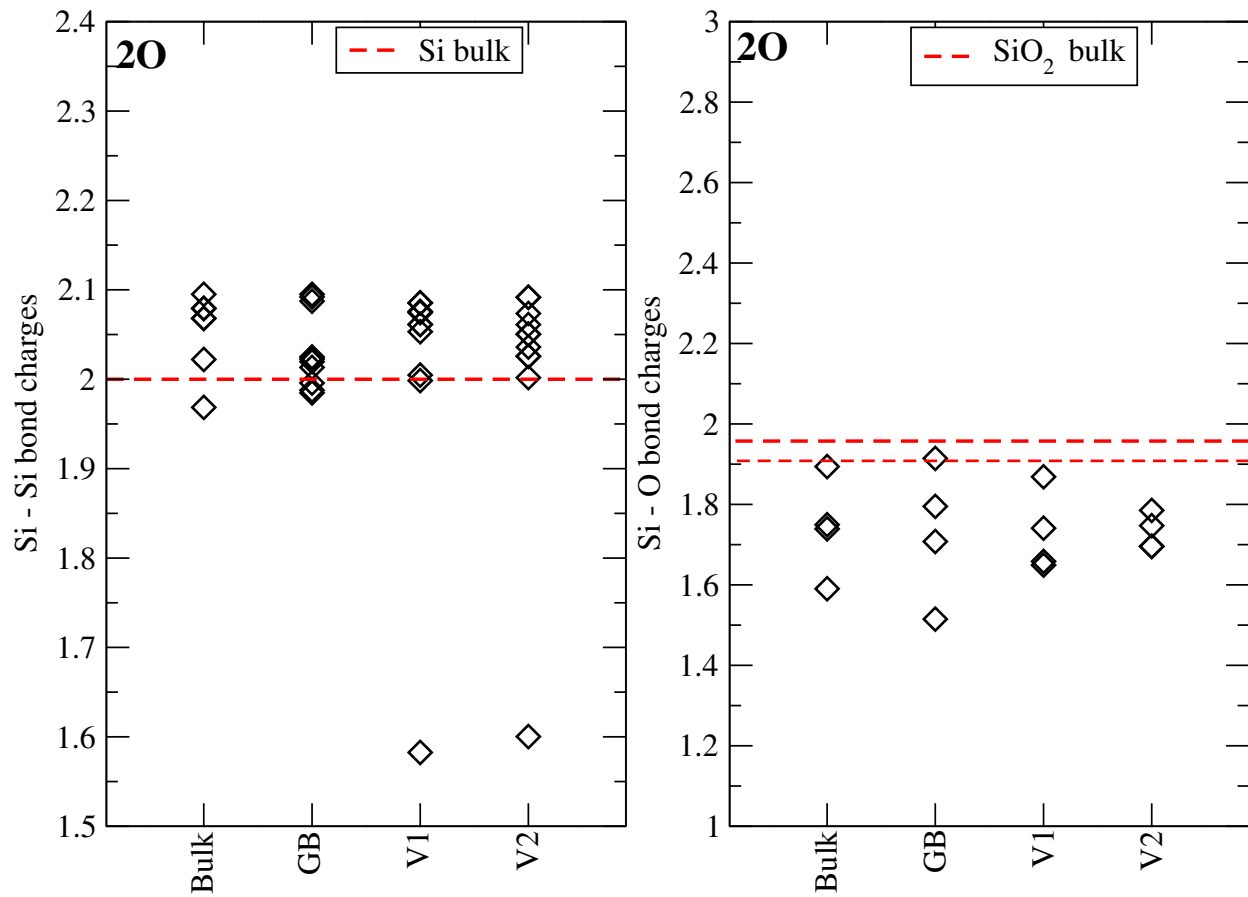 2O
Si bulk
Si - Si bond charges
2.4
2.3
2.2
2.1
2
1.9
1.8
1.7
1.6
1.5
Bulk
GB
V1
V2
2O
SiO2 bulk
Si - O bond charges
3
2.8
2.6
2.4
2.2
2
1.8
1.6
1.4
1.2
1
Bulk
GB
V1
V2